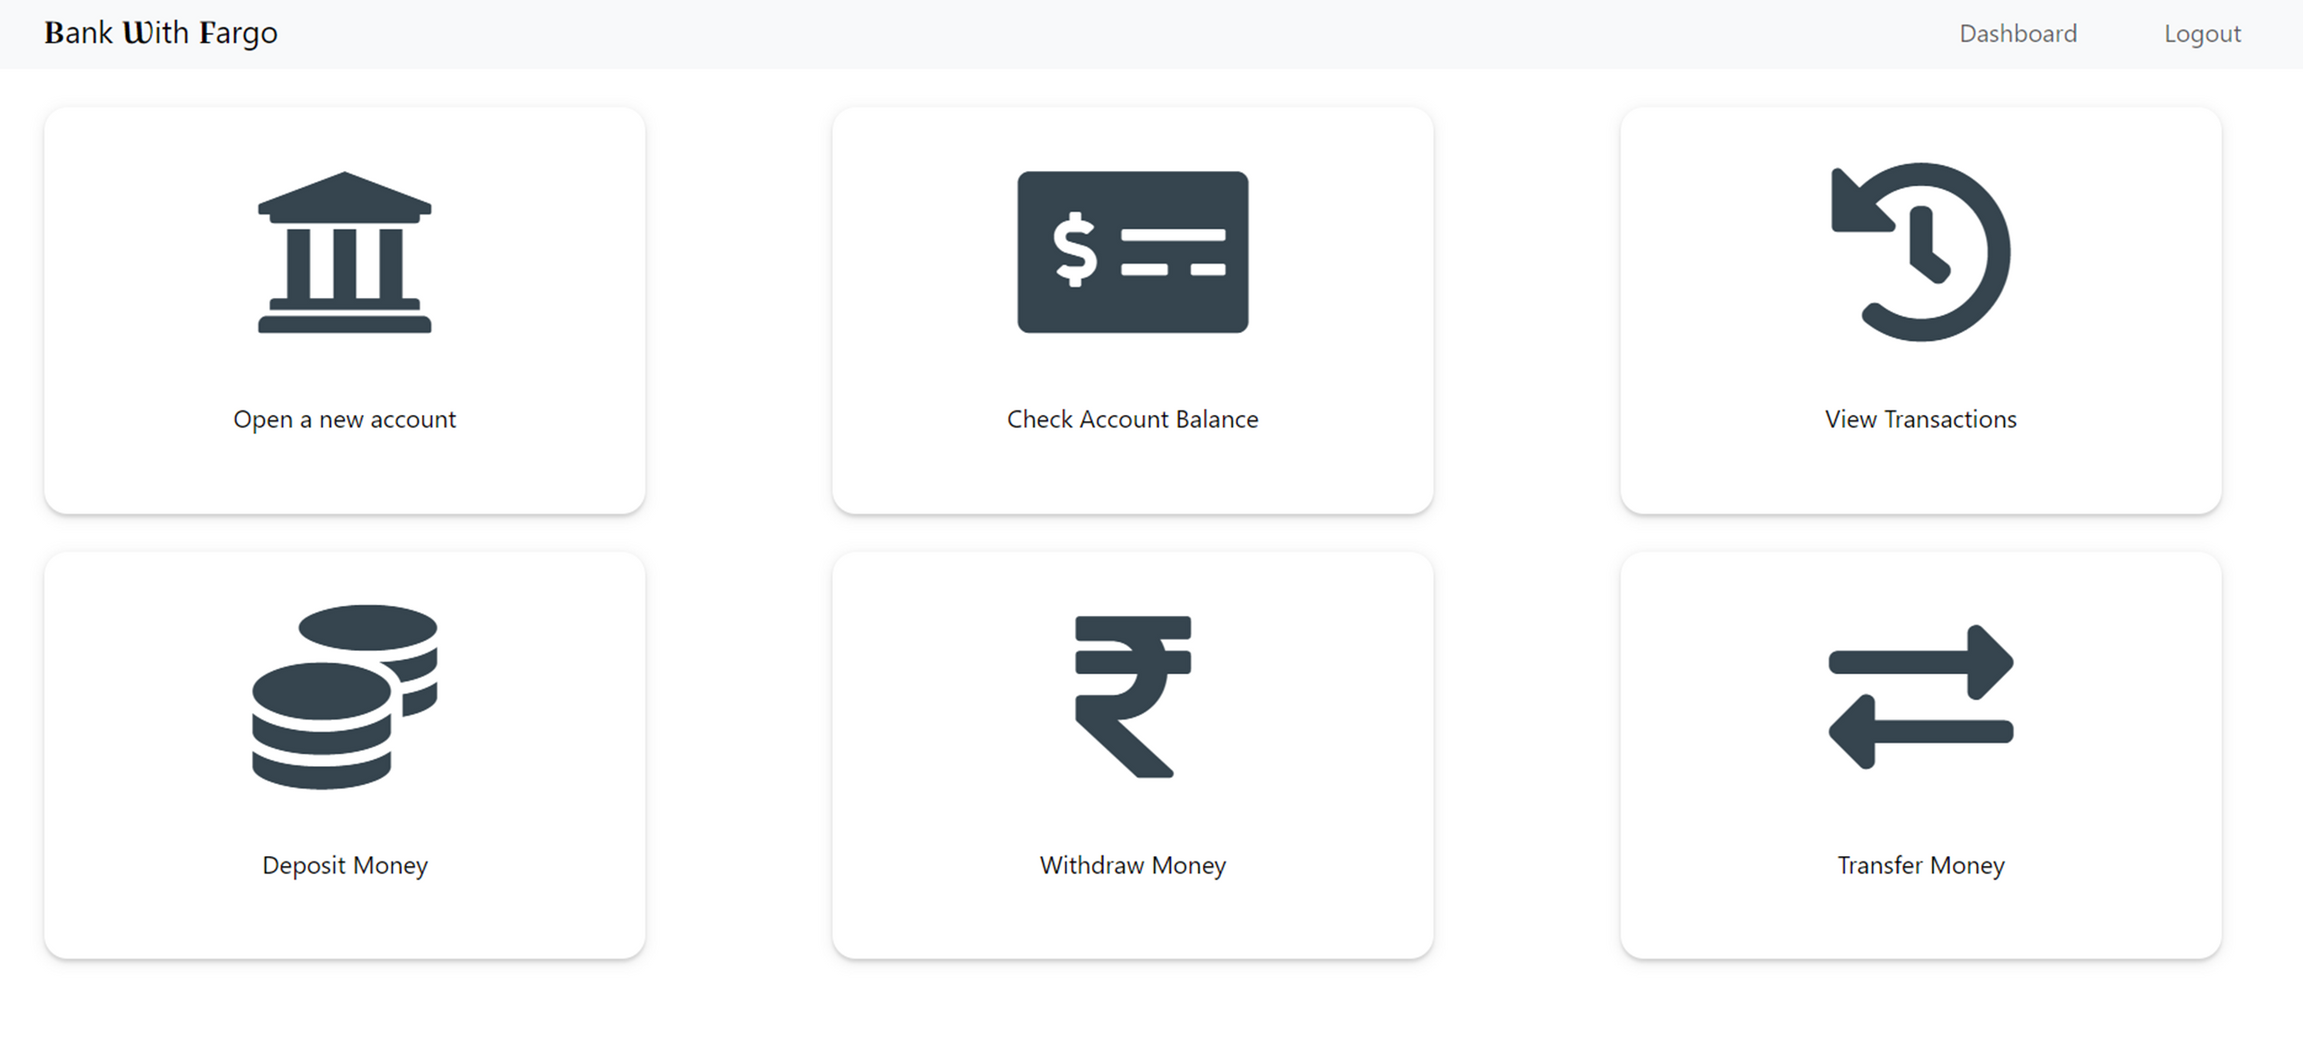 Bank With Fargo
Dashboard
Logout
Open a new account
Check Account Balance
View Transactions
Deposit Money
Withdraw Money
Transfer Money